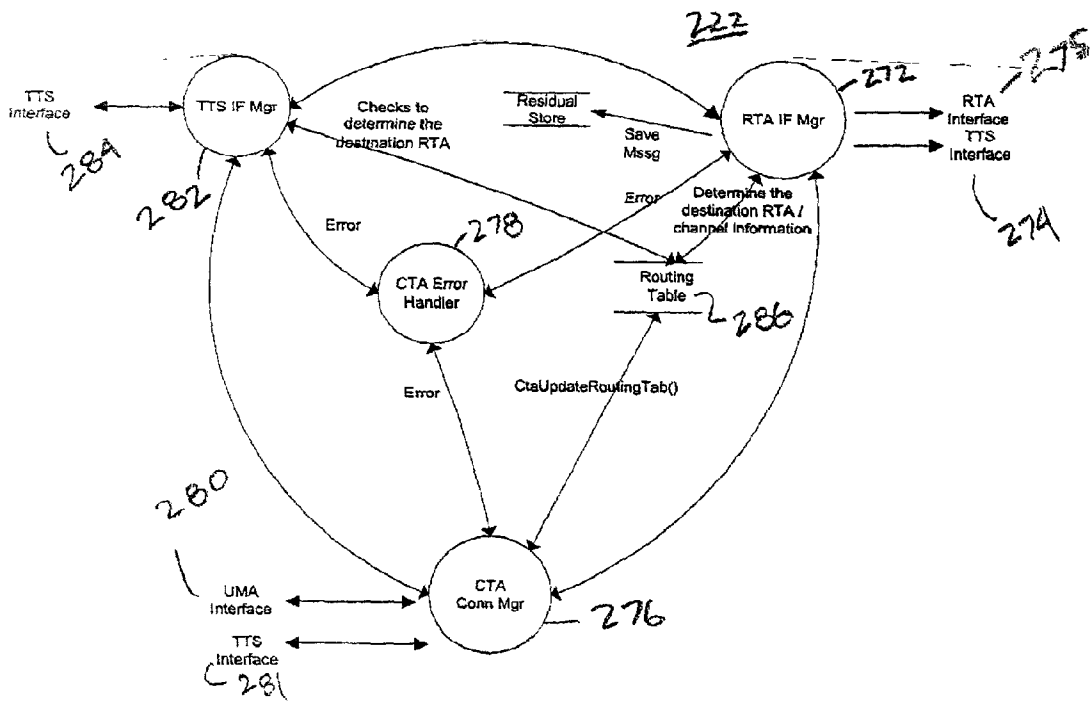 222
275
272
TTS
Interface
TTS IF Mgr
Checks to
determine the
destination RTA
Residual
Store
RTA IF Mgr
RTA
Interface
TTS
Interface
Save
Mssg
284
282
Error
Error
Determine the
destination RTA /
channel information
274
278
CTA Error
Handler
Routing
Table
286
Error
CtaUpdateRoutingTab()
280
UMA
Interface
CTA
Conn Mgr
276
TTS
Interface
281